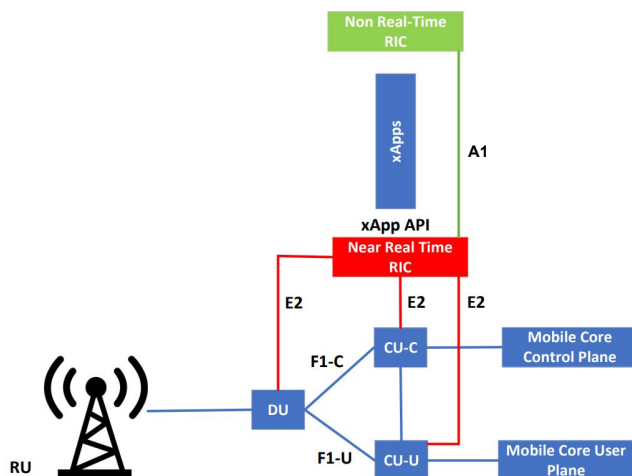 Non Real-Time
RIC
xApps
A1
xApp API
Near Real Time
RIC
E2
E2
E2
F1-C
CU-C
Mobile Core
Control Plane
DU
F1-U
CU-U
Mobile Core User
Plane
RU